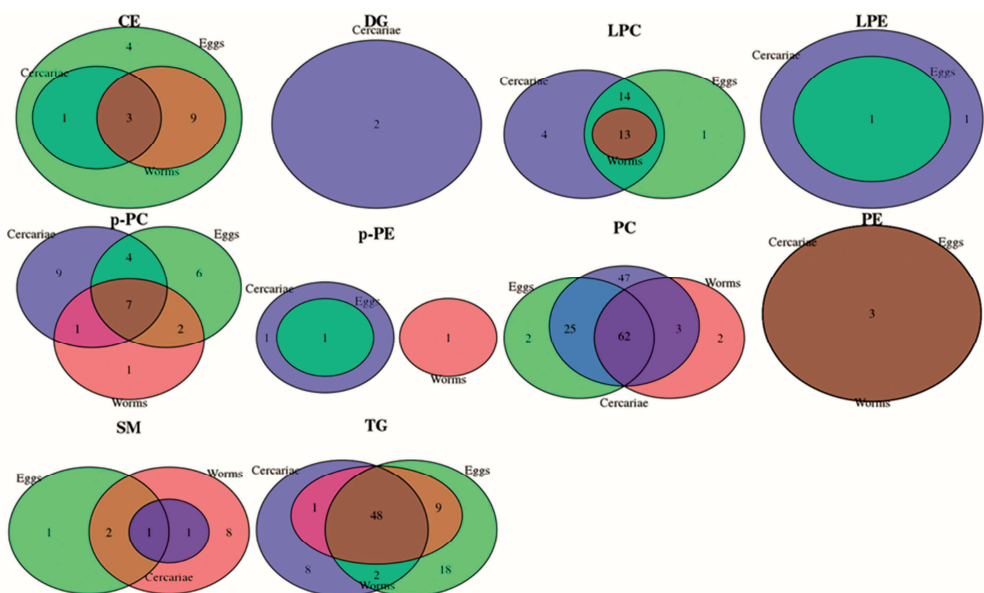 CE
4
Eggs
Cercariae
1
3
9
Worms
DG
Cercariae
2
LPC
Cercariae
Eggs
14
4
13
1
Worms
LPE
Cercariae
Eggs
1
1
p-PC
Cercariae
Eggs
4
9
6
7
1
2
1
Worms
p-PE
Cercariae
Eggs
1
1
1
Worms
PC
47
Eggs
Worms
25
3
2
62
2
Cercariae
PE
Cercariae
Eggs
3
Worms
SM
Eggs
Worms
1
2
1
1
8
Cercariae
TG
Cercariae
Eggs
1
9
48
8
2
18
Worms